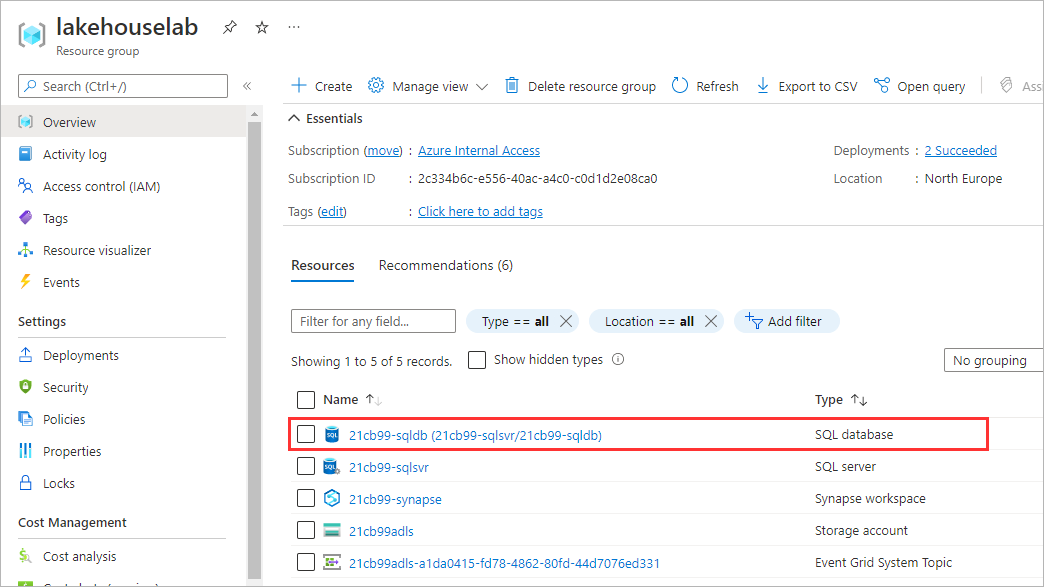 lakehouselab
Resource group
Search (Ctrl+/)
Overview
Activity log
Access control (IAM)
Tags
Resource visualizer
Events
Settings
Deployments
Security
Policies
Properties
Locks
Cost Management
Cost analysis
Create
Manage view
Delete resource group
Refresh
Export to CSV
Open query
Essentials
Subscription (move) : Azure Internal Access
Deployments : 2 Succeeded
Subscription ID : 2c334b6c-e556-40ac-a4c0-c0d1d2e08ca0
Location : North Europe
Tags (edit) : Click here to add tags
Resources
Recommendations (6)
Filter for any field...
Type == all
Location == all
Add filter
Showing 1 to 5 of 5 records.
Show hidden types
No grouping
Name
Type
21cb99-sqldb (21cb99-sqlsvr/21cb99-sqldb)
SQL database
21cb99-sqlsvr
SQL server
21cb99-synapse
Synapse workspace
21cb99adls
Storage account
21cb99adls-a1da0415-fd78-4862-80fd-44d7076ed331
Event Grid System Topic